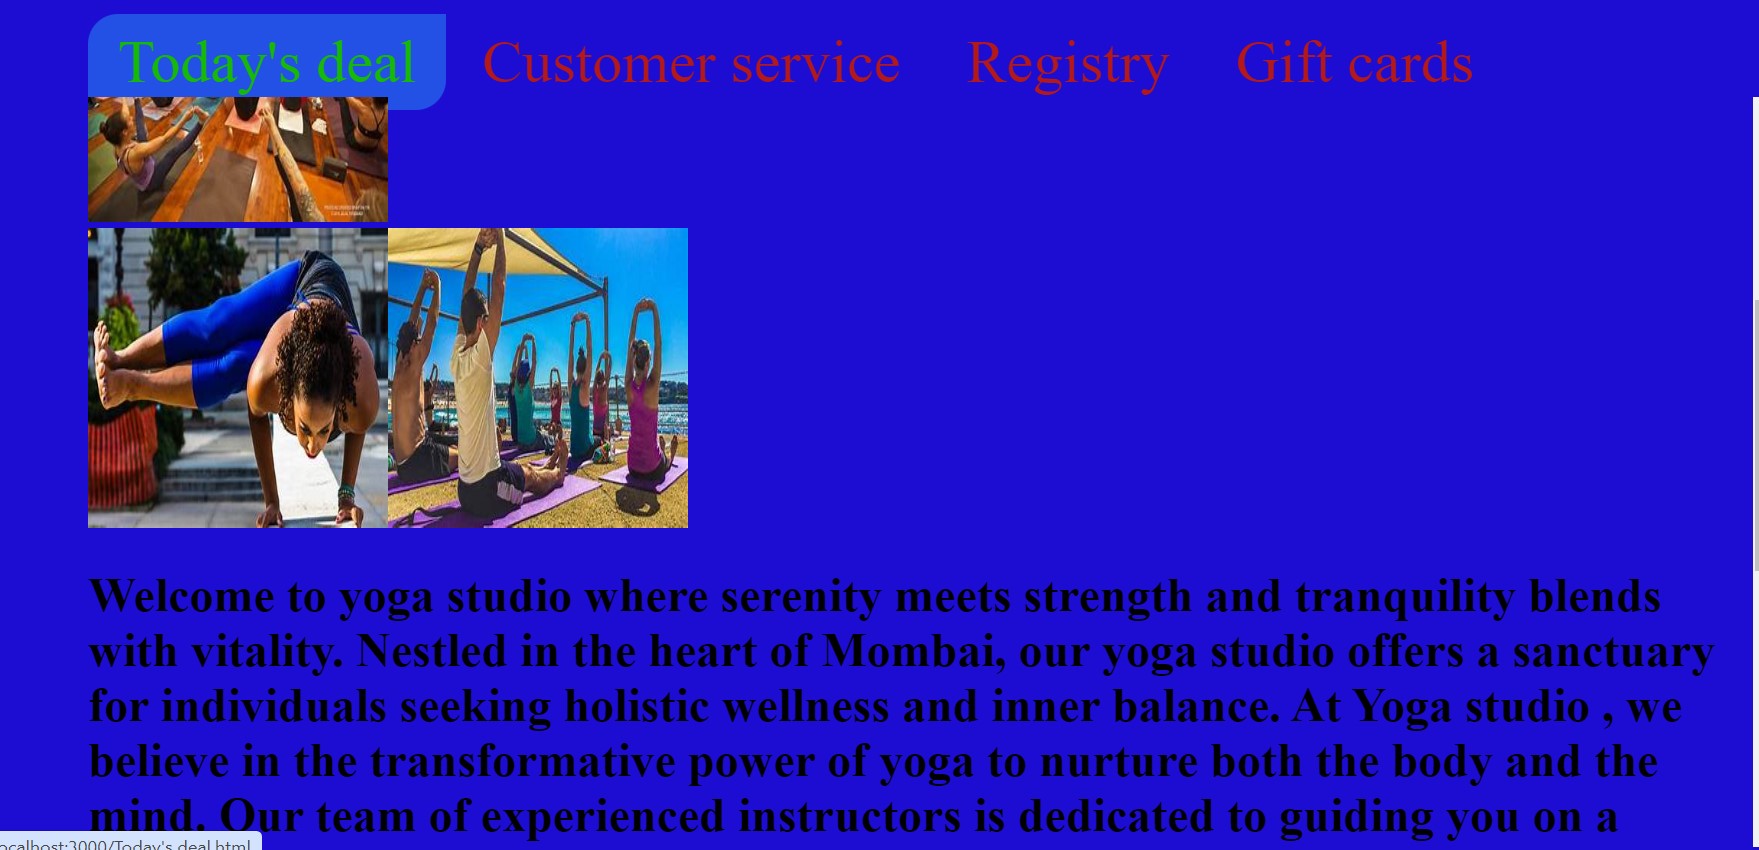 Today's deal Customer service Registry Gift cards
Welcome to yoga studio where serenity meets strength and tranquility blends
with vitality. Nestled in the heart of Mombai, our yoga studio offers a sanctuary
for individuals seeking holistic wellness and inner balance. At Yoga studio , we
believe in the transformative power of yoga to nurture both the body and the
mind. Our team of experienced instructors is dedicated to guiding you on a
ocalhost:3000/Today's deal.html